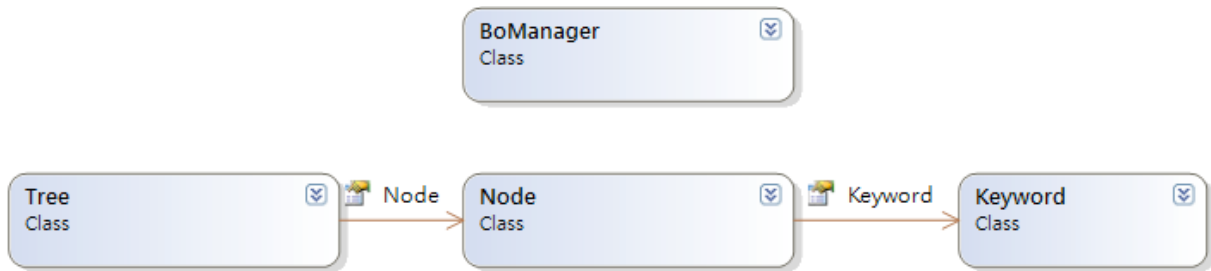 BoManager
Class
Tree
Class
Node
Node
Class
Keyword
Keyword
Class